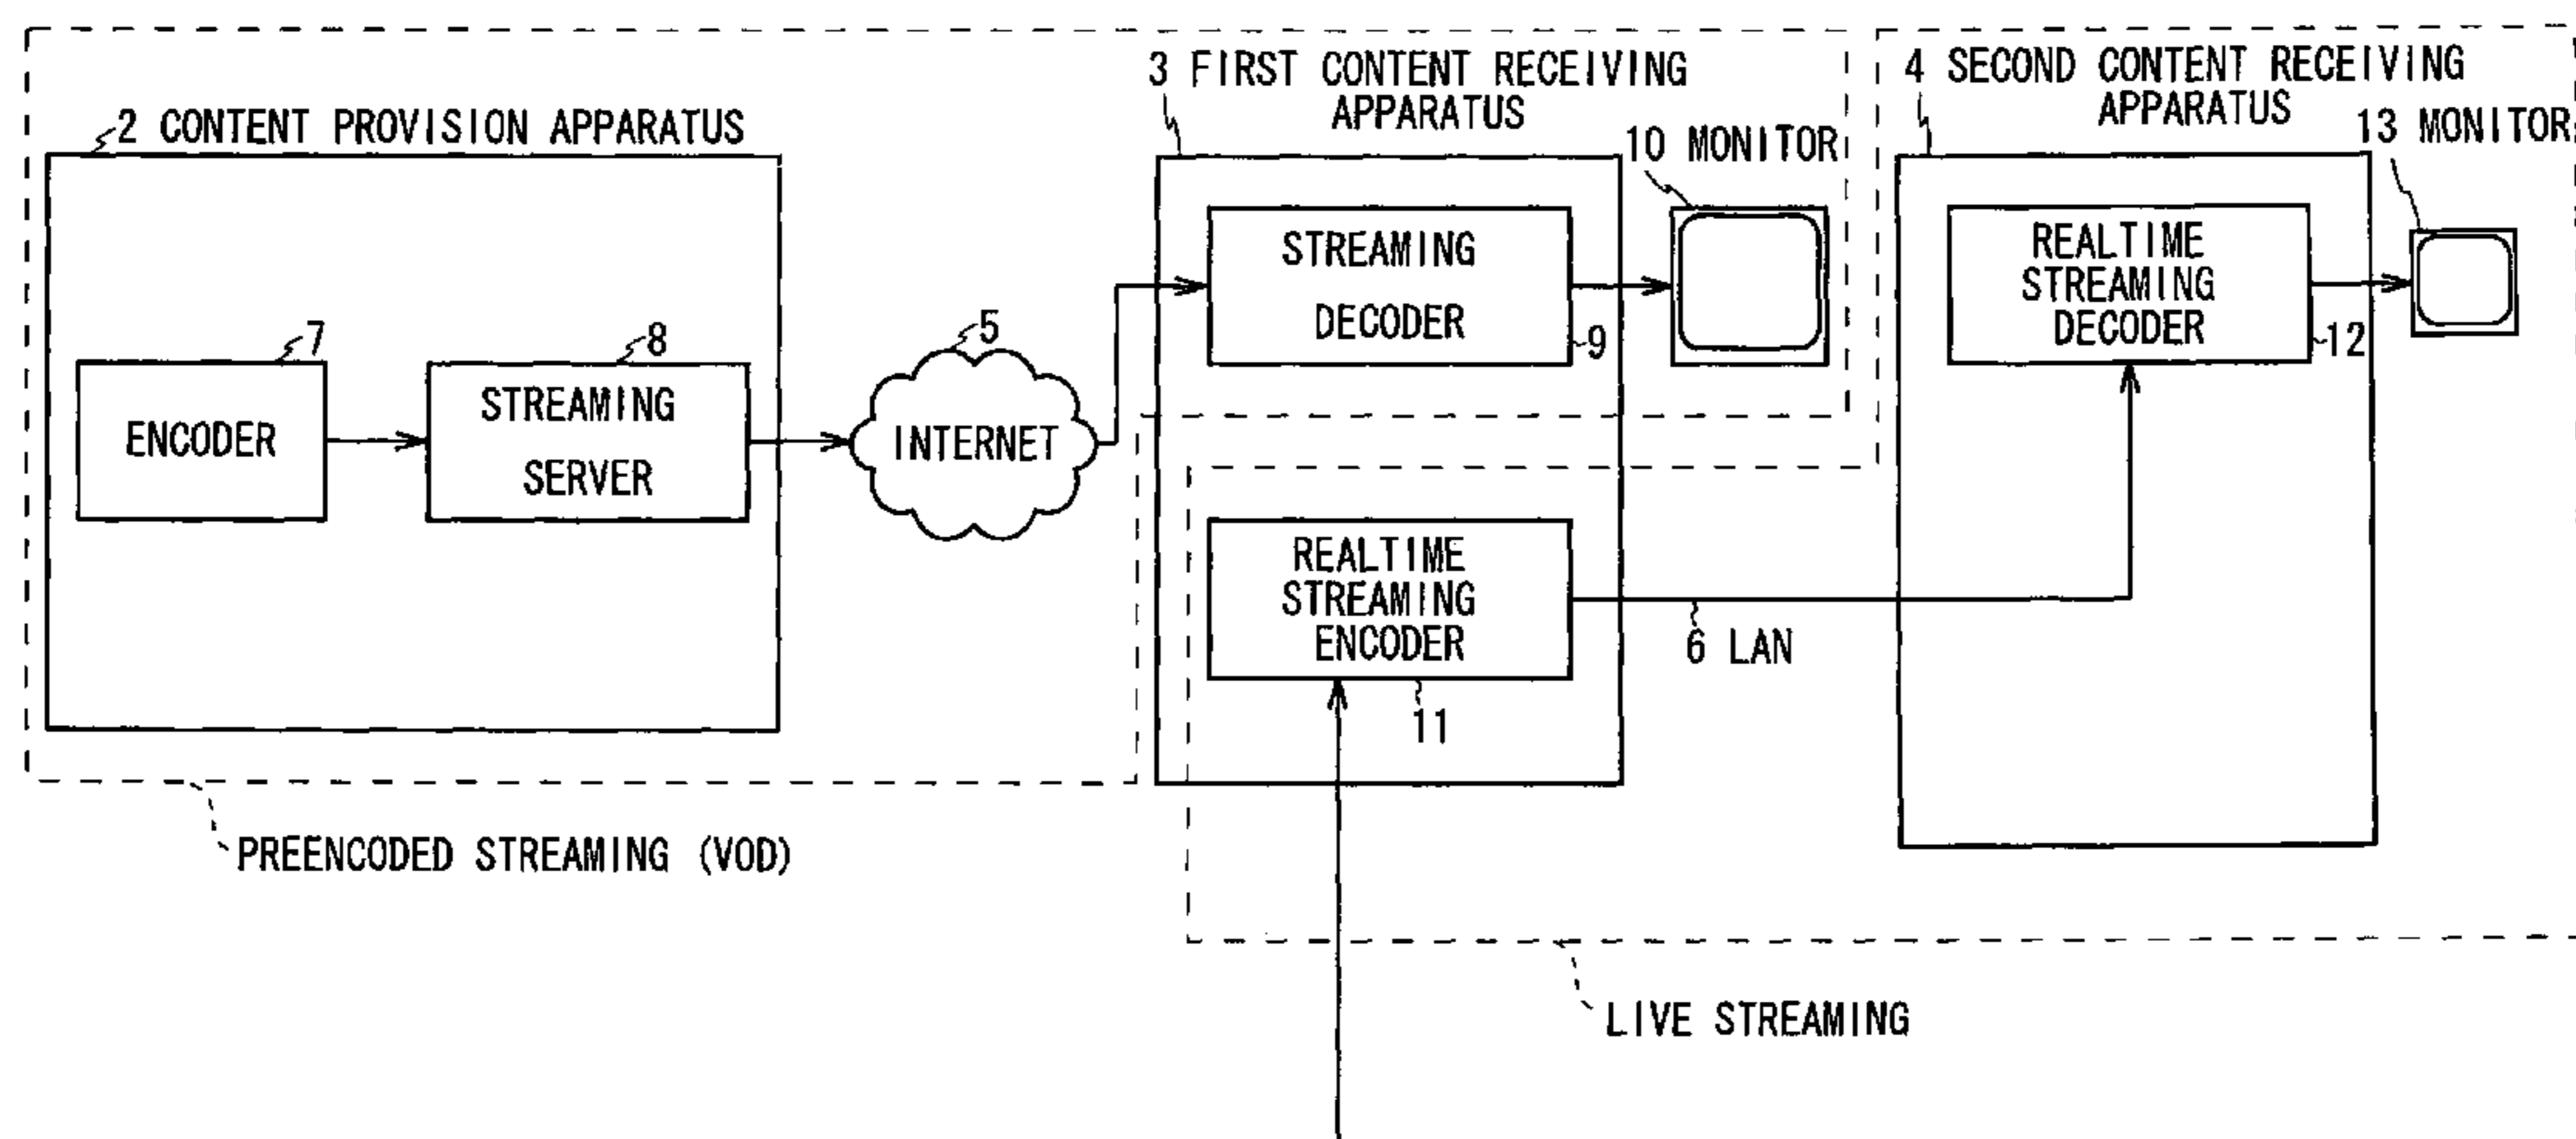 2 CONTENT PROVISION APPARATUS
3 FIRST CONTENT RECEIVING
APPARATUS
4 SECOND CONTENT RECEIVING
APPARATUS
10 MONITOR
13 MONITOR
ENCODER
7
STREAMING
SERVER
8
5
INTERNET
STREAMING
DECODER
9
REALTIME
STREAMING
DECODER
12
REALTIME
STREAMING
ENCODER
11
6 LAN
PREENCODED STREAMING (VOD)
LIVE STREAMING